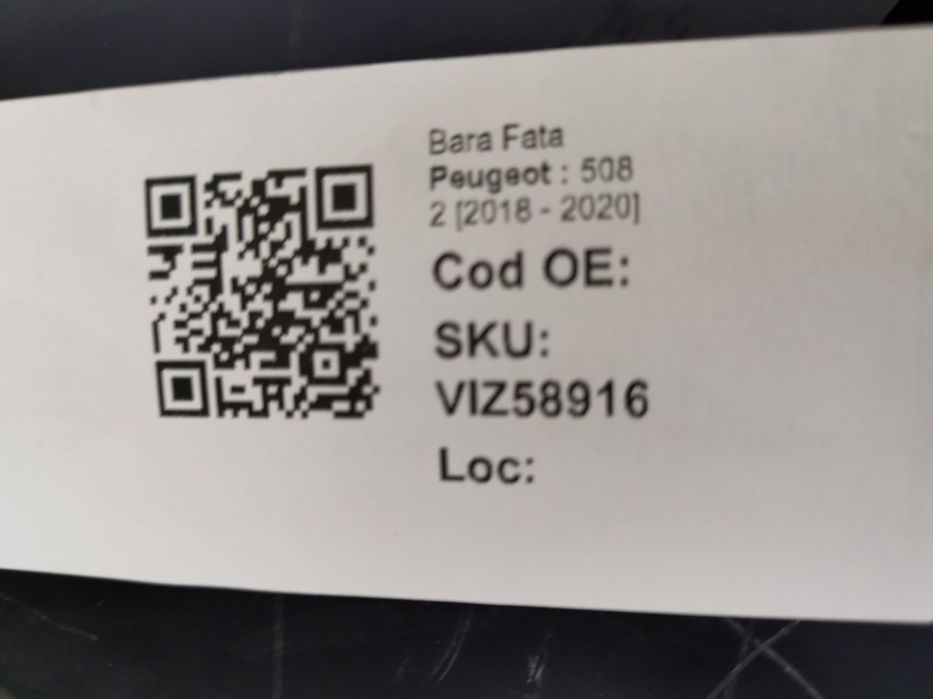 Bara Fata
Peugeot : 508
2 [2018 - 2020]
Cod OE:
SKU:
VIZ58916
Loc: